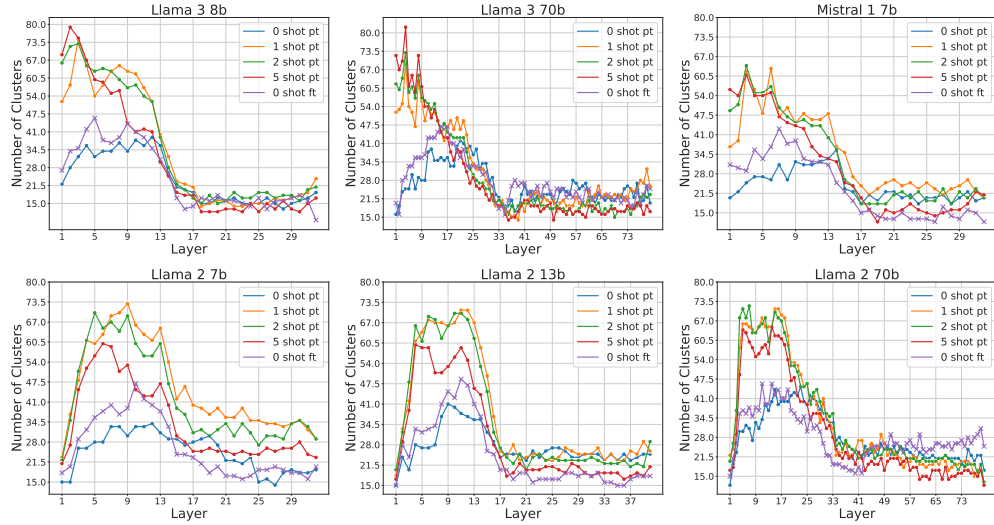 Llama 3 8b
Number of Clusters
80.0
73.5
67.0
60.5
54.0
47.5
41.0
34.5
28.0
21.5
15.0
1 5 9 13 17 21 25 29
Layer
0 shot pt
1 shot pt
2 shot pt
5 shot pt
0 shot ft
Llama 3 70b
Number of Clusters
80.0
73.5
67.0
60.5
54.0
47.5
41.0
34.5
28.0
21.5
15.0
1 9 17 25 33 41 49 57 65 73
Layer
0 shot pt
1 shot pt
2 shot pt
5 shot pt
0 shot ft
Mistral 1 7b
Number of Clusters
80.0
73.5
67.0
60.5
54.0
47.5
41.0
34.5
28.0
21.5
15.0
1 5 9 13 17 21 25 29
Layer
0 shot pt
1 shot pt
2 shot pt
5 shot pt
0 shot ft
Llama 2 7b
Number of Clusters
80.0
73.5
67.0
60.5
54.0
47.5
41.0
34.5
28.0
21.5
15.0
1 5 9 13 17 21 25 29
Layer
0 shot pt
1 shot pt
2 shot pt
5 shot pt
0 shot ft
Llama 2 13b
Number of Clusters
80.0
73.5
67.0
60.5
54.0
47.5
41.0
34.5
28.0
21.5
15.0
1 5 9 13 17 21 25 29 33 37
Layer
0 shot pt
1 shot pt
2 shot pt
5 shot pt
0 shot ft
Llama 2 70b
Number of Clusters
80.0
73.5
67.0
60.5
54.0
47.5
41.0
34.5
28.0
21.5
15.0
1 9 17 25 33 41 49 57 65 73
Layer
0 shot pt
1 shot pt
2 shot pt
5 shot pt
0 shot ft